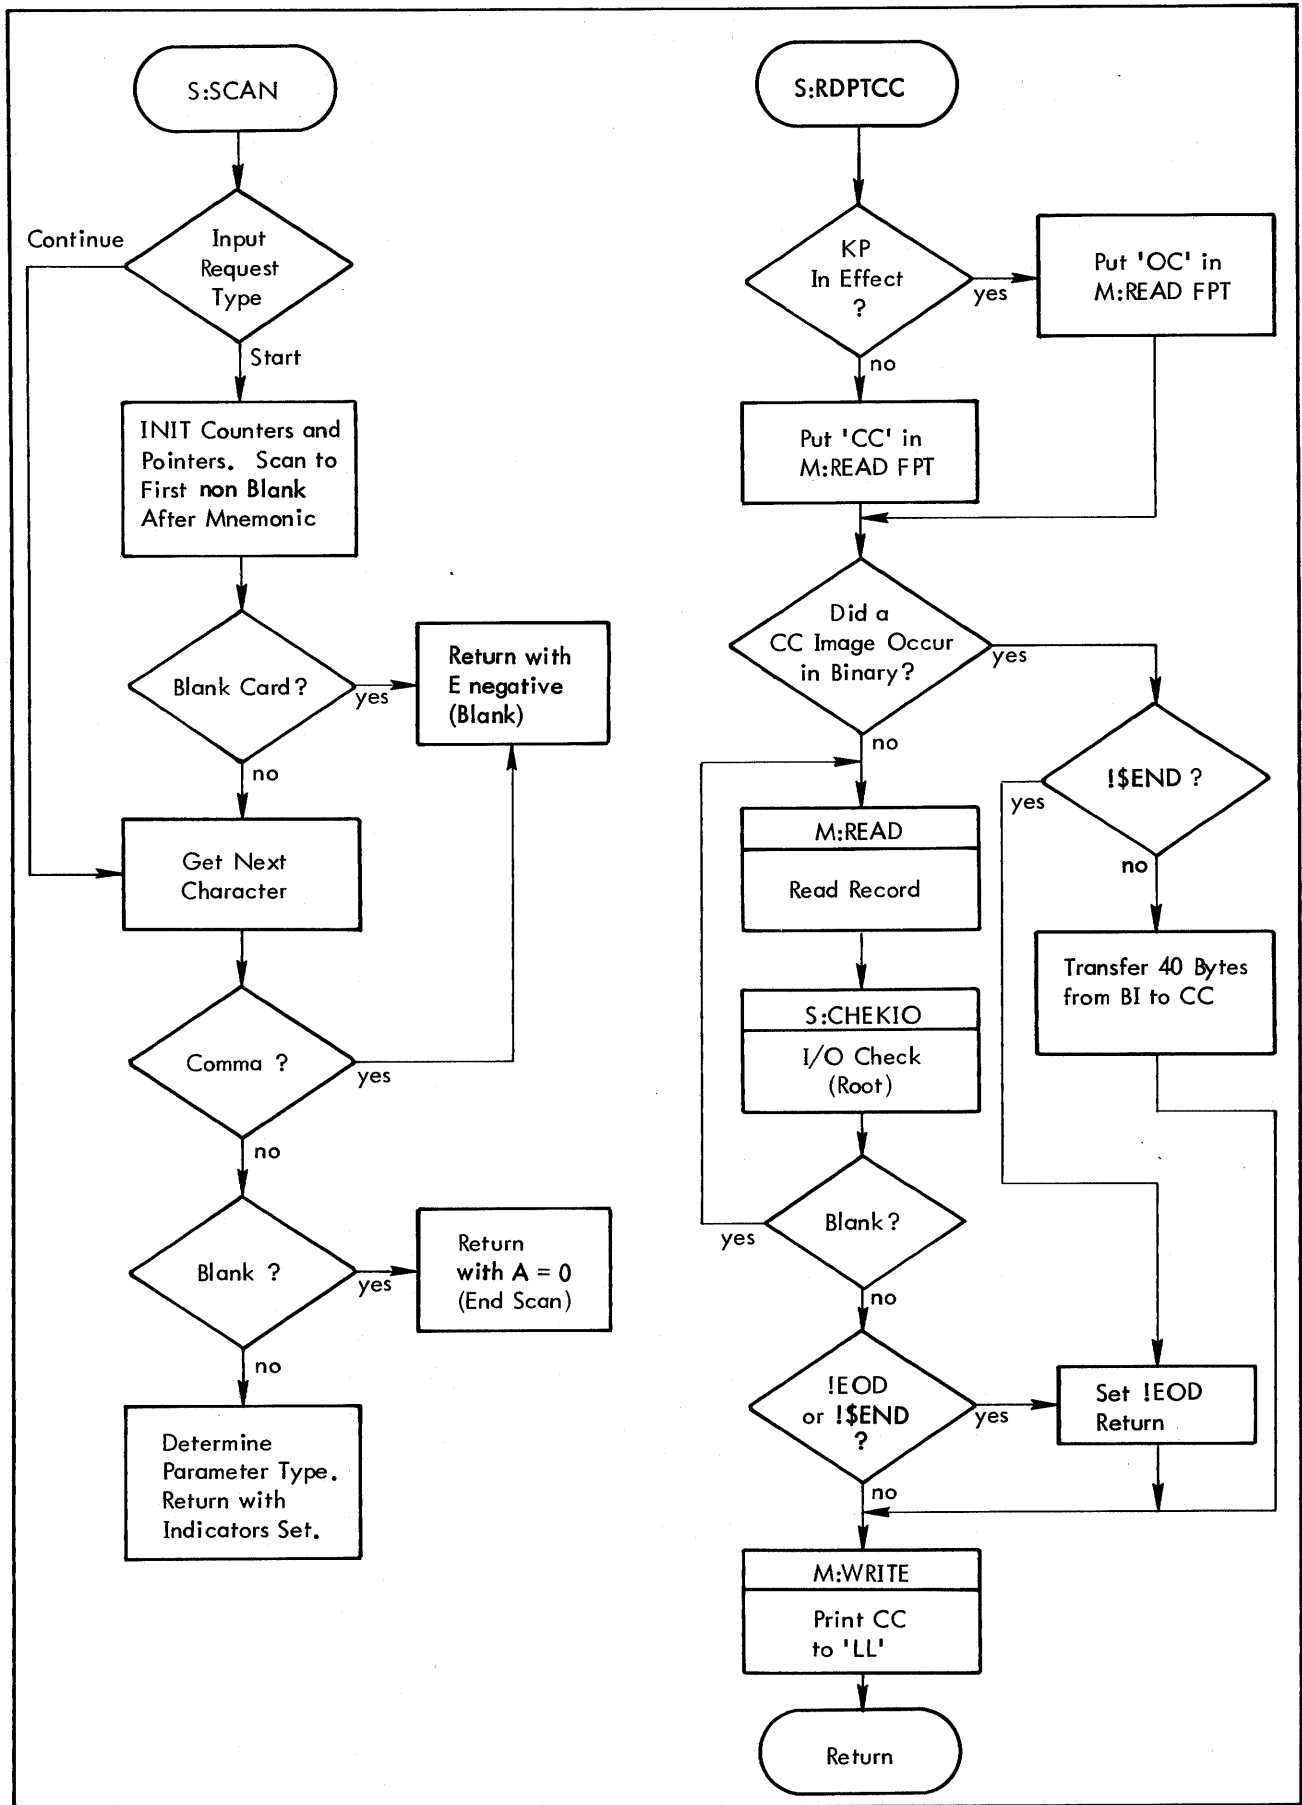 S:SCAN
Continue
Input
Request
Type
Start
INIT Counters and
Pointers. Scan to
First non Blank
After Mnemonic
Blank Card?
yes
Return with
E negative
(Blank)
no
Get Next
Character
Comma ?
yes
no
Blank ?
yes
Return
with A = 0
(End Scan)
no
Determine
Parameter Type.
Return with
Indicators Set.
S:RDPTCC
KP
In Effect
?
yes
Put 'OC' in
M:READ FPT
no
Put 'CC' in
M:READ FPT
Did a
CC Image Occur
in Binary?
yes
no
!$END ?
yes
no
Transfer 40 Bytes
from BI to CC
M:READ
Read Record
S:CHEKIO
I/O Check
(Root)
Blank?
yes
no
!EOD
or !$END
?
yes
Set !EOD
Return
no
M:WRITE
Print CC
to 'LL'
Return